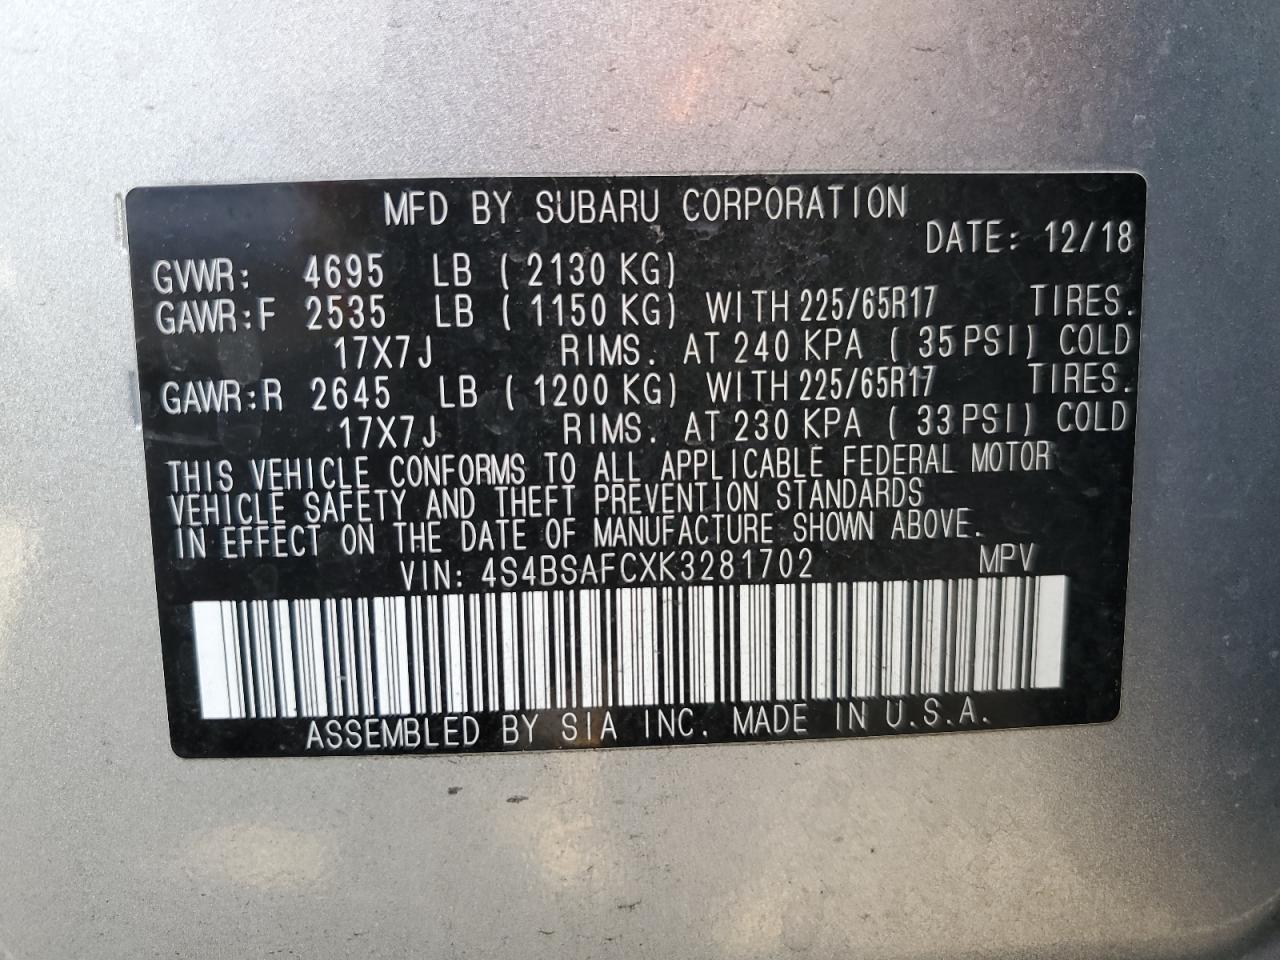 MFD BY SUBARU CORPORATION
DATE: 12/18
GVWR: 4695 LB ( 2130 KG)
GAWR:F 2535 LB ( 1150 KG) WITH 225/65R17 TIRES.
17X7J RIMS. AT 240 KPA ( 35 PSI) COLD
GAWR:R 2645 LB ( 1200 KG) WITH 225/65R17 TIRES.
17X7J RIMS. AT 230 KPA ( 33 PSI) COLD
THIS VEHICLE CONFORMS TO ALL APPLICABLE FEDERAL MOTOR
VEHICLE SAFETY AND THEFT PREVENTION STANDARDS
IN EFFECT ON THE DATE OF MANUFACTURE SHOWN ABOVE.
VIN: 4S4BSAFCXK3281702 MPV
ASSEMBLED BY SIA INC. MADE IN U.S.A.